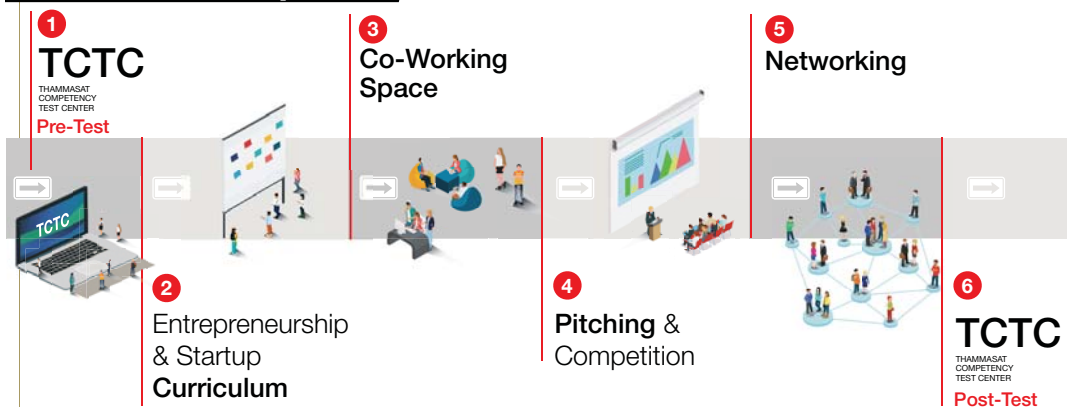 1
TCTC
THAMMASAT
COMPETENCY
TEST CENTER
Pre-Test
TCTC
2
Entrepreneurship
& Startup
Curriculum
3
Co-Working
Space
4
Pitching &
Competition
5
Networking
6
TCTC
THAMMASAT
COMPETENCY
TEST CENTER
Post-Test